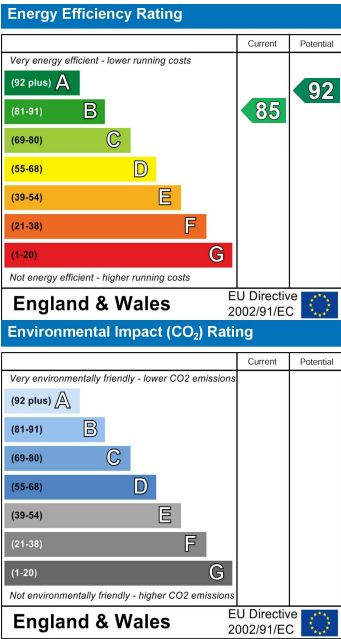 Energy Efficiency Rating
Current Potential
Very energy efficient - lower running costs
(92 plus) A
(81-91) B
(69-80) C
(55-68) D
(39-54) E
(21-38) F
(1-20) G
85
92
Not energy efficient - higher running costs
England & Wales
EU Directive
2002/91/EC
Environmental Impact (CO₂) Rating
Current Potential
Very environmentally friendly - lower CO2 emissions
(92 plus) A
(81-91) B
(69-80) C
(55-68) D
(39-54) E
(21-38) F
(1-20) G
Not environmentally friendly - higher CO2 emissions
England & Wales
EU Directive
2002/91/EC